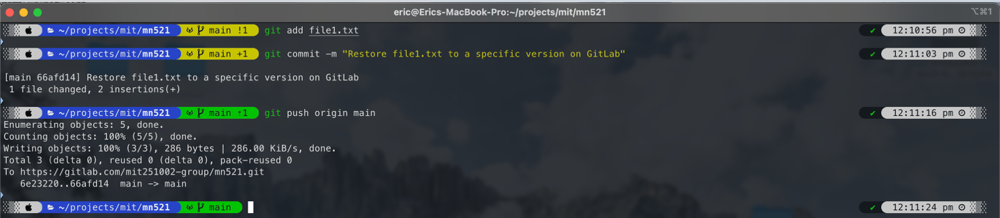 eric@Erics-MacBook-Pro:~/projects/mit/mn521 ⌥⌘1
~/projects/mit/mn521 main !1 git add file1.txt ✔ 12:10:56 pm
~/projects/mit/mn521 main +1 git commit -m "Restore file1.txt to a specific version on GitLab" ✔ 12:11:03 pm
[main 66afd14] Restore file1.txt to a specific version on GitLab
1 file changed, 2 insertions(+)
~/projects/mit/mn521 main ⇡1 git push origin main ✔ 12:11:16 pm
Enumerating objects: 5, done.
Counting objects: 100% (5/5), done.
Writing objects: 100% (3/3), 286 bytes | 286.00 KiB/s, done.
Total 3 (delta 0), reused 0 (delta 0), pack-reused 0
To https://gitlab.com/mit251002-group/mn521.git
6e23220..66afd14 main -> main
~/projects/mit/mn521 main ✔ 12:11:24 pm